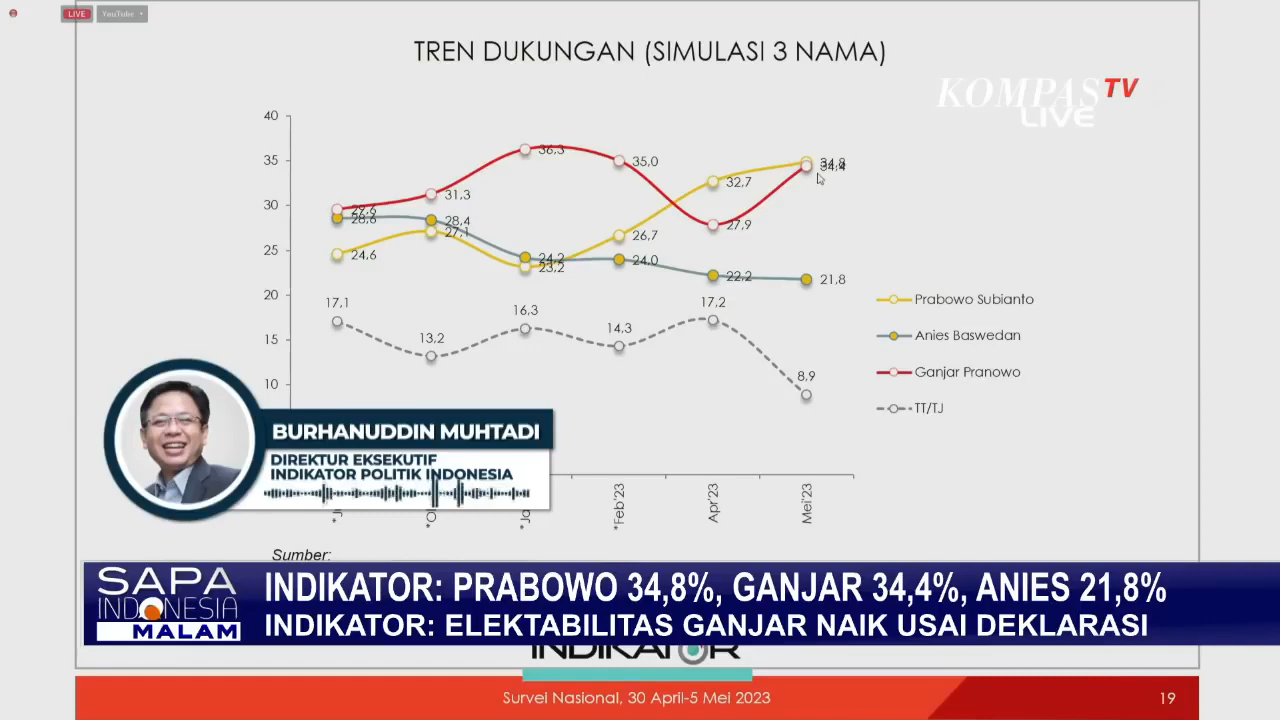 LIVE
YouTube
TREN DUKUNGAN (SIMULASI 3 NAMA)
KOMPAS TV
LIVE
40
35
30
25
20
15
10
29,6
31,3
36,3
35,0
27,9
34,4
28,6
28,4
24,2
24,0
22,2
21,8
24,6
27,1
23,2
26,7
32,7
34,8
17,1
13,2
16,3
14,3
17,2
8,9
Prabowo Subianto
Anies Baswedan
Ganjar Pranowo
TT/TJ
*Feb'23
Apr'23
Mei'23
BURHANUDDIN MUHTADI
DIREKTUR EKSEKUTIF
INDIKATOR POLITIK INDONESIA
Sumber:
SAPA
INDONESIA
MALAM
INDIKATOR: PRABOWO 34,8%, GANJAR 34,4%, ANIES 21,8%
INDIKATOR: ELEKTABILITAS GANJAR NAIK USAI DEKLARASI
INDIKATOR
Survei Nasional, 30 April-5 Mei 2023
19